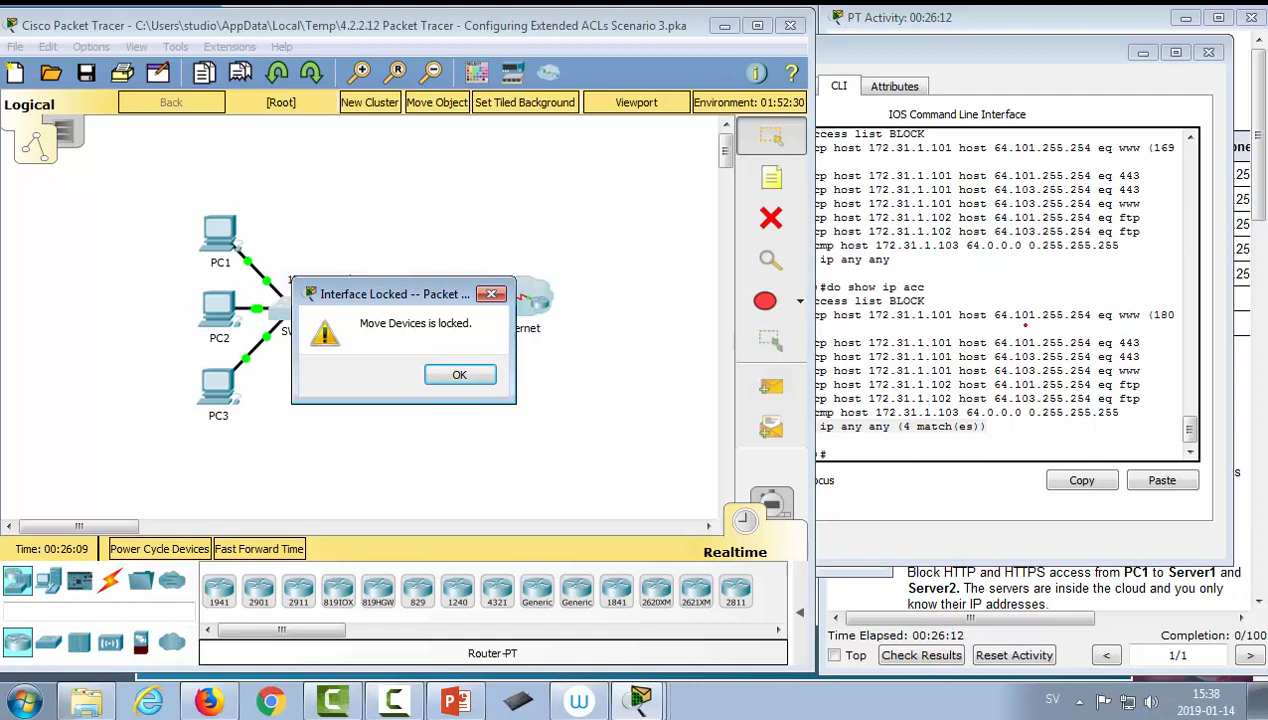 Cisco Packet Tracer - C:\Users\studio\AppData\Local\Temp\4.2.2.12 Packet Tracer - Configuring Extended ACLs Scenario 3.pka
File Edit Options View Tools Extensions Help
Logical
Back
[Root]
New Cluster
Move Object
Set Tiled Background
Viewport
Environment: 01:52:30
PC1
PC2
PC3
ernet
Interface Locked -- Packet ...
Move Devices is locked.
OK
Time: 00:26:09
Power Cycle Devices
Fast Forward Time
Realtime
1941 2901 2911 819IOX 819HGW 829 1240 4321 Generic Generic 1841 2620XM 2621XM 2811
Router-PT
PT Activity: 00:26:12
CLI
Attributes
IOS Command Line Interface
ccess list BLOCK
cp host 172.31.1.101 host 64.101.255.254 eq www (169
cp host 172.31.1.101 host 64.101.255.254 eq 443
cp host 172.31.1.101 host 64.103.255.254 eq 443
cp host 172.31.1.101 host 64.103.255.254 eq www
cp host 172.31.1.102 host 64.101.255.254 eq ftp
cp host 172.31.1.102 host 64.103.255.254 eq ftp
cmp host 172.31.1.103 64.0.0.0 0.255.255.255
ip any any
#do show ip acc
ccess list BLOCK
cp host 172.31.1.101 host 64.101.255.254 eq www (180
cp host 172.31.1.101 host 64.101.255.254 eq 443
cp host 172.31.1.101 host 64.103.255.254 eq 443
cp host 172.31.1.101 host 64.103.255.254 eq www
cp host 172.31.1.102 host 64.101.255.254 eq ftp
cp host 172.31.1.102 host 64.103.255.254 eq ftp
cmp host 172.31.1.103 64.0.0.0 0.255.255.255
ip any any (4 match(es))
#
ocus
Copy
Paste
Block HTTP and HTTPS access from PC1 to Server1 and
Server2. The servers are inside the cloud and you only
know their IP addresses.
Time Elapsed: 00:26:12
Completion: 0/100
Top
Check Results
Reset Activity
<
1/1
>
SV
15:38
2019-01-14